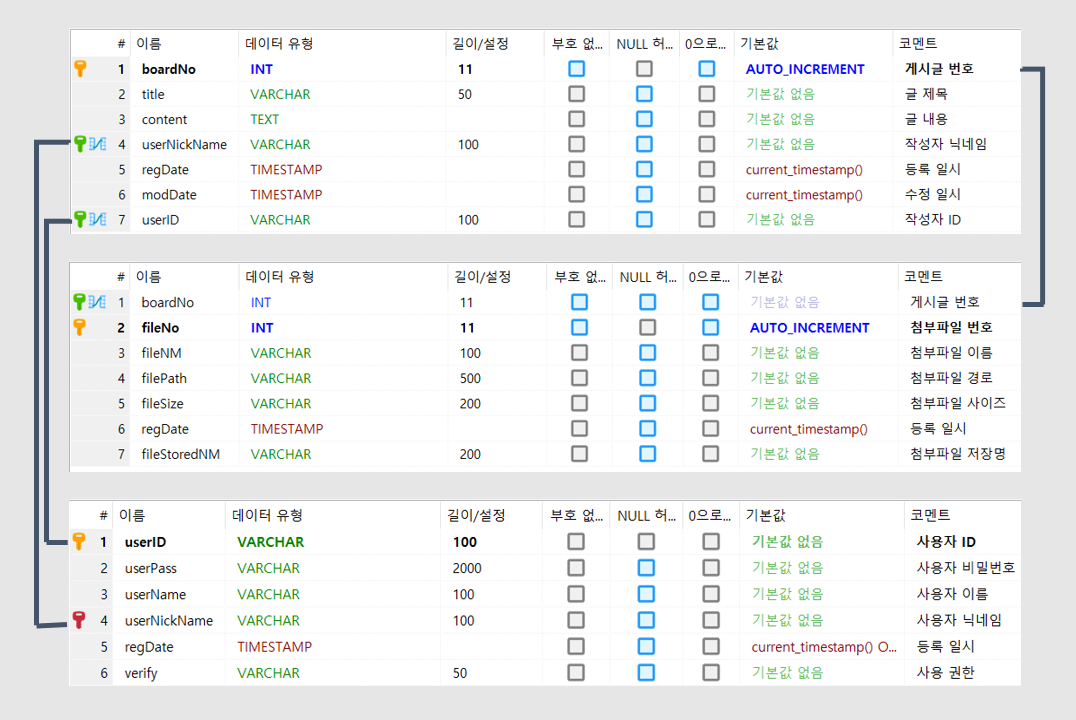 # 이름 데이터 유형 길이/설정 부호 없... NULL 허... 0으로... 기본값 코멘트
1 boardNo INT 11 AUTO_INCREMENT 게시글 번호
2 title VARCHAR 50 기본값 없음 글 제목
3 content TEXT 기본값 없음 글 내용
4 userNickName VARCHAR 100 기본값 없음 작성자 닉네임
5 regDate TIMESTAMP current_timestamp() 등록 일시
6 modDate TIMESTAMP current_timestamp() 수정 일시
7 userID VARCHAR 100 기본값 없음 작성자 ID
# 이름 데이터 유형 길이/설정 부호 없... NULL 허... 0으로... 기본값 코멘트
1 boardNo INT 11 기본값 없음 게시글 번호
2 fileNo INT 11 AUTO_INCREMENT 첨부파일 번호
3 fileNM VARCHAR 100 기본값 없음 첨부파일 이름
4 filePath VARCHAR 500 기본값 없음 첨부파일 경로
5 fileSize VARCHAR 200 기본값 없음 첨부파일 사이즈
6 regDate TIMESTAMP current_timestamp() 등록 일시
7 fileStoredNM VARCHAR 200 기본값 없음 첨부파일 저장명
# 이름 데이터 유형 길이/설정 부호 없... NULL 허... 0으로... 기본값 코멘트
1 userID VARCHAR 100 기본값 없음 사용자 ID
2 userPass VARCHAR 2000 기본값 없음 사용자 비밀번호
3 userName VARCHAR 100 기본값 없음 사용자 이름
4 userNickName VARCHAR 100 기본값 없음 사용자 닉네임
5 regDate TIMESTAMP current_timestamp() O... 등록 일시
6 verify VARCHAR 50 기본값 없음 사용 권한